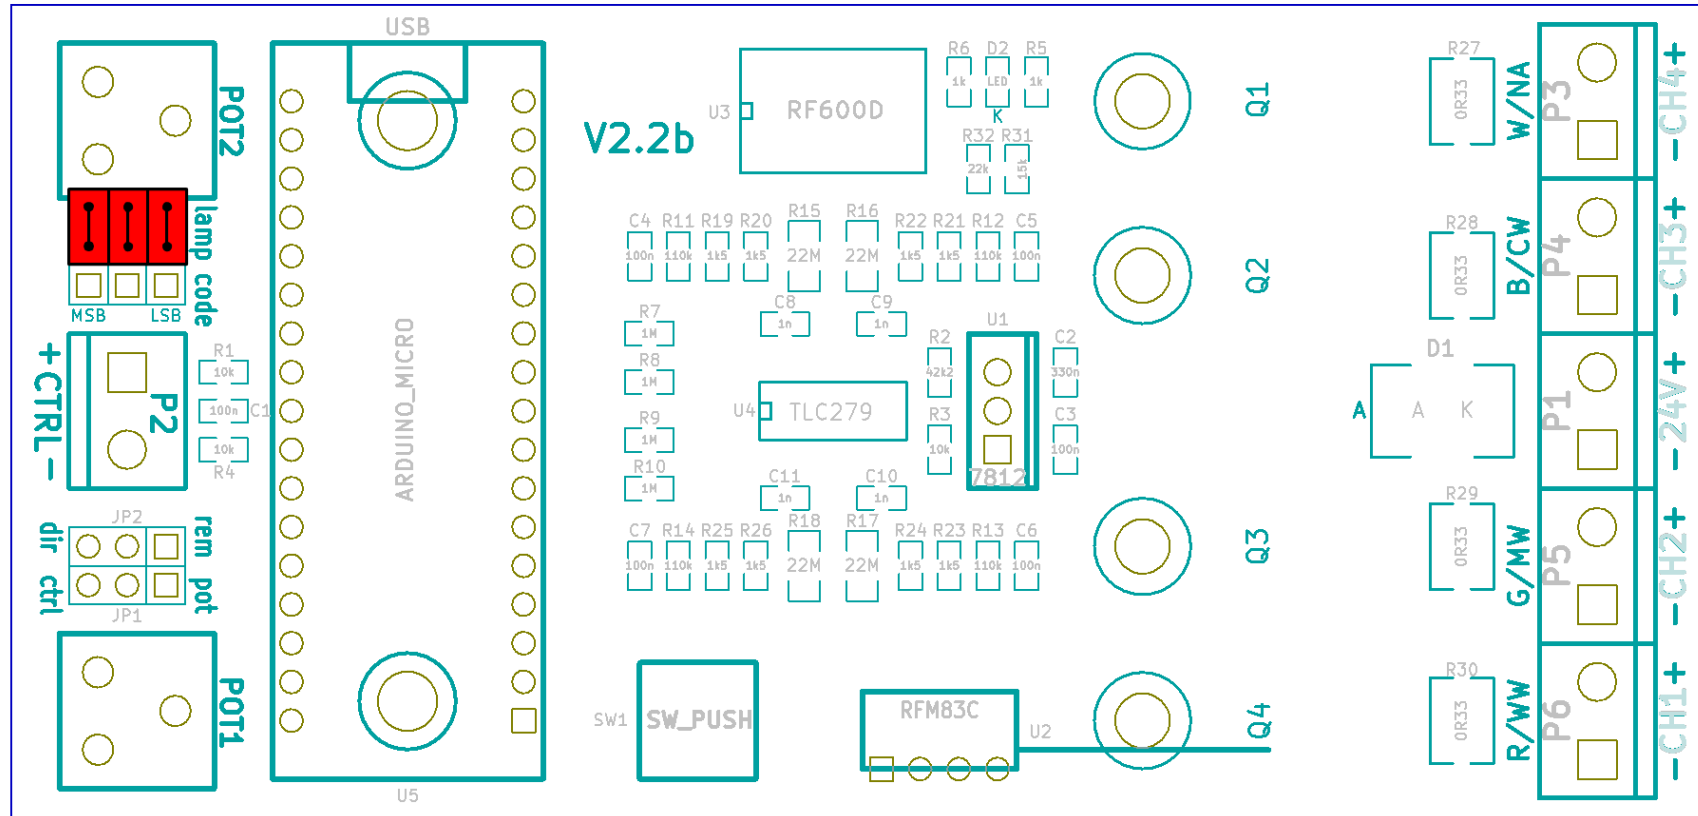 USB
POT2
lamp code
MSB
LSB
+CTRL-
P2
R1
10k
100n
C1
10k
R4
JP2
dir
rem
ctrl
pot
JP1
POT1
ARDUINO_MICRO
U5
V2.2b
U3
RF600D
R6
1k
D2
LED
K
R5
1k
R32
22k
R31
15k
C4
100n
R11
110k
R19
1k5
R20
1k5
R15
22M
R16
22M
R22
1k5
R21
1k5
R12
110k
C5
100n
R7
1M
R8
1M
R9
1M
R10
1M
C8
1n
C9
1n
U4
TLC279
R2
42k2
R3
10k
U1
7812
C2
330n
C3
100n
C11
1n
C10
1n
C7
100n
R14
110k
R25
1k5
R26
1k5
R18
22M
R17
22M
R24
1k5
R23
1k5
R13
110k
C6
100n
SW1
SW_PUSH
RFM83C
U2
Q1
Q2
Q3
Q4
R27
0R33
R28
0R33
D1
A
A
K
R29
0R33
R30
0R33
W/NA
P3
-CH4+
B/CW
P4
-CH3+
P1
-24V+
G/MW
P5
-CH2+
R/WW
P6
-CH1+